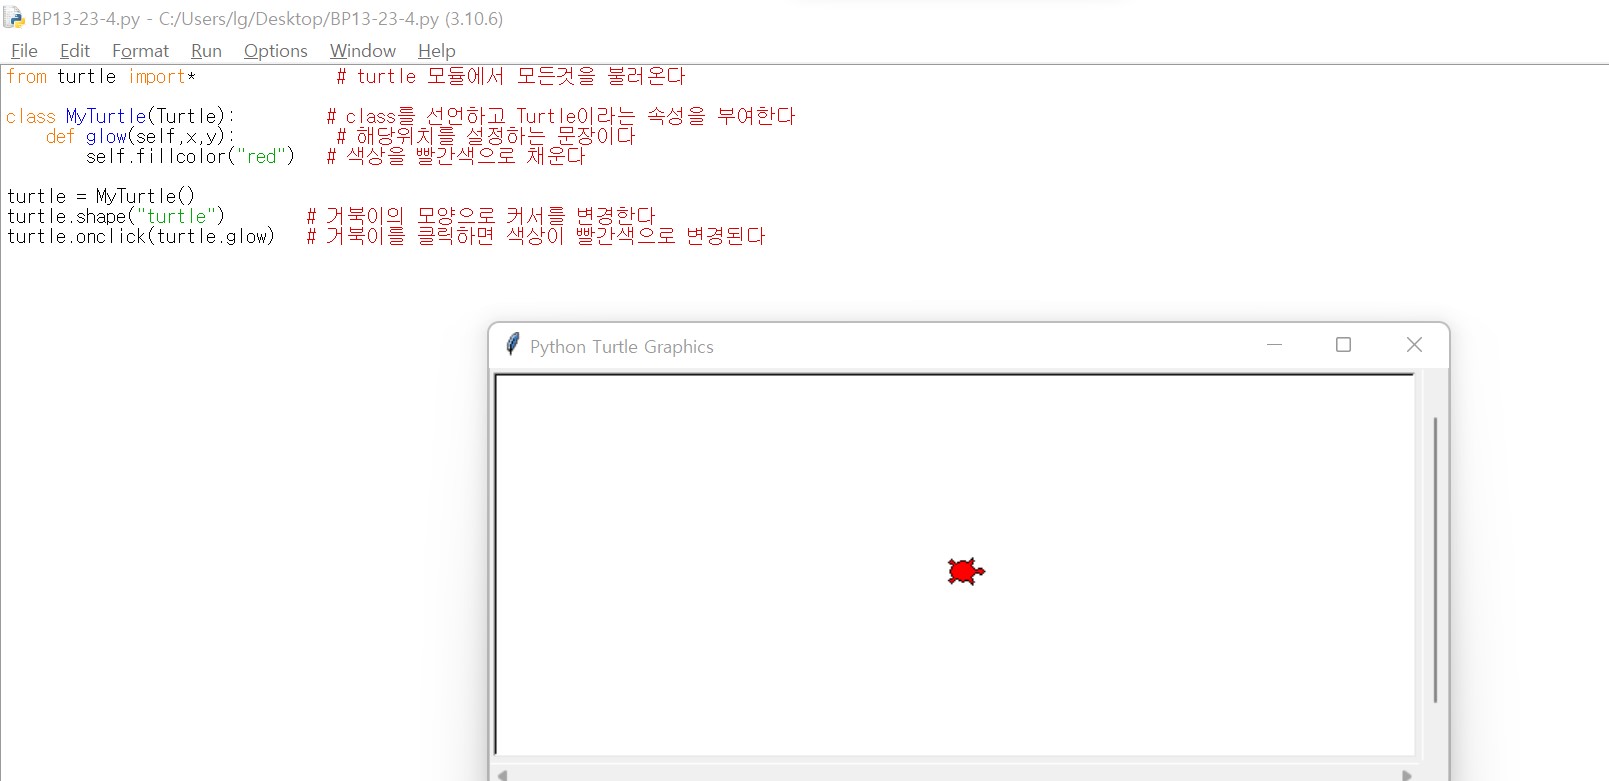 BP13-23-4.py - C:/Users/lg/Desktop/BP13-23-4.py (3.10.6)
File Edit Format Run Options Window Help
from turtle import* # turtle 모듈에서 모든것을 불러온다
class MyTurtle(Turtle): # class를 선언하고 Turtle이라는 속성을 부여한다
def glow(self,x,y): # 해당위치를 설정하는 문장이다
self.fillcolor("red") # 색상을 빨간색으로 채운다
turtle = MyTurtle()
turtle.shape("turtle") # 거북이의 모양으로 커서를 변경한다
turtle.onclick(turtle.glow) # 거북이를 클릭하면 색상이 빨간색으로 변경된다
Python Turtle Graphics